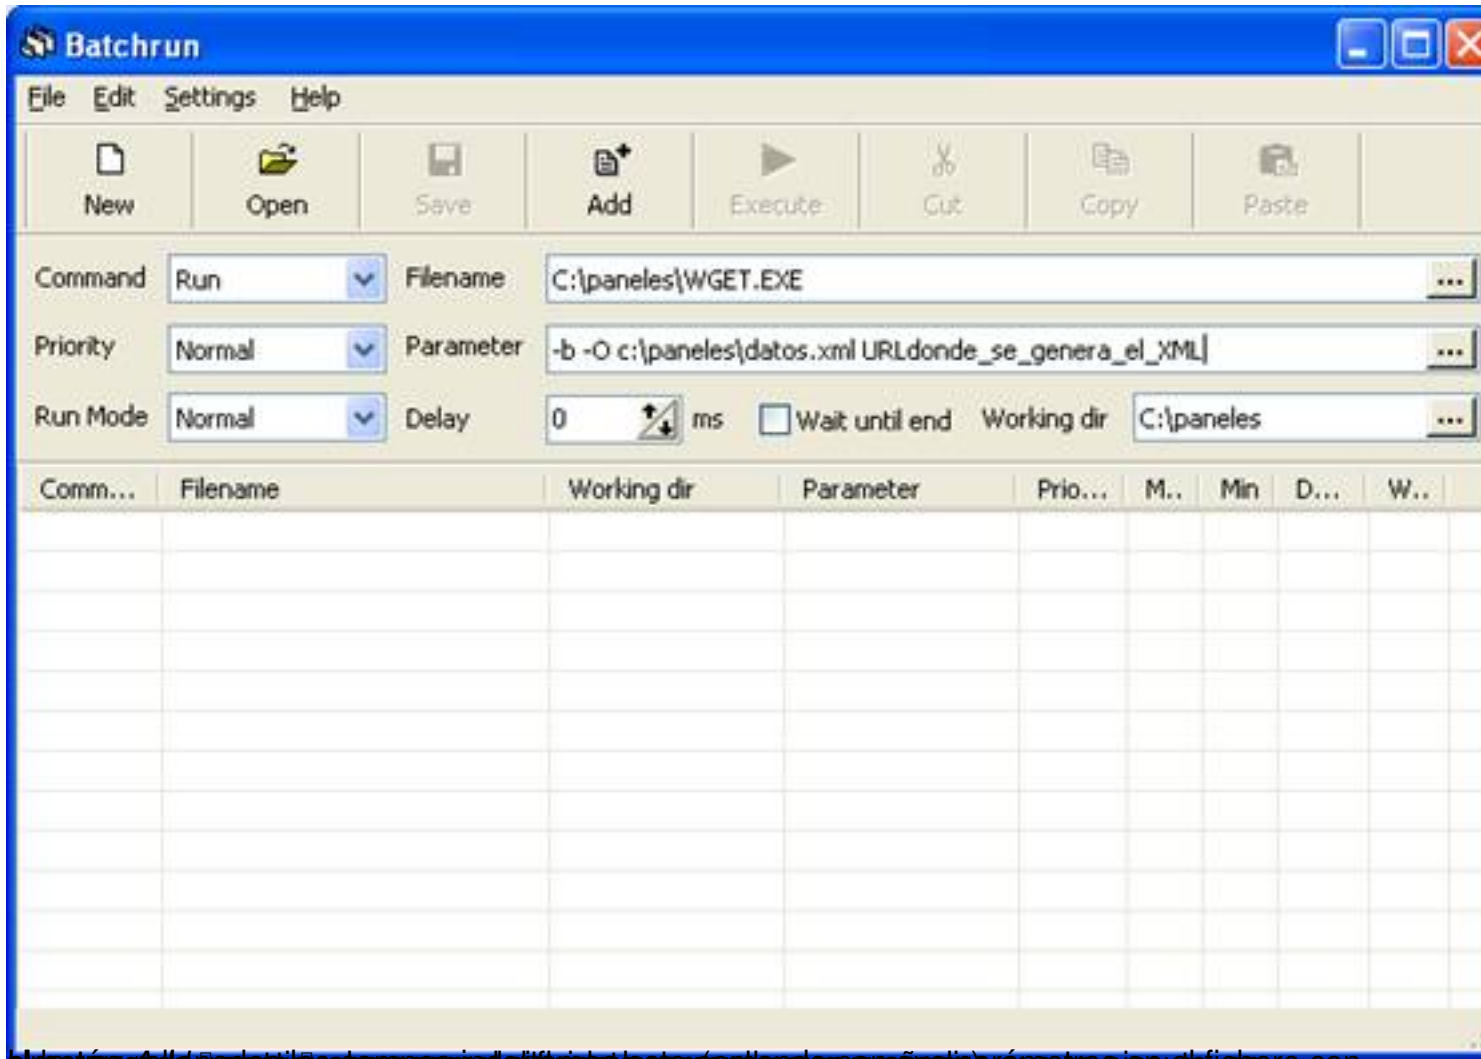 Batchrun
File Edit Settings Help
New Open Save Add Execute Cut Copy Paste
Command Run Filename C:\paneles\WGET.EXE ...
Priority Normal Parameter -b -O c:\paneles\datos.xml URLdonde_se_genera_el_XML ...
Run Mode Normal Delay 0 ms Wait until end Working dir C:\paneles ...
Comm... Filename Working dir Parameter Prio... M.. Min D... W..